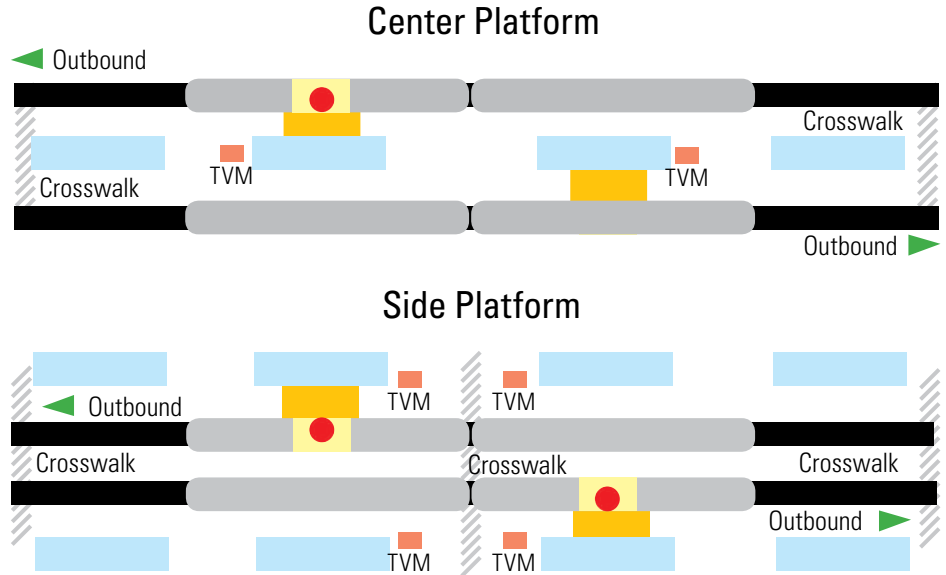 Center Platform
Outbound
Crosswalk
TVM
TVM
Crosswalk
Outbound
Side Platform
TVM
TVM
Outbound
Crosswalk
Crosswalk
Crosswalk
Outbound
TVM
TVM